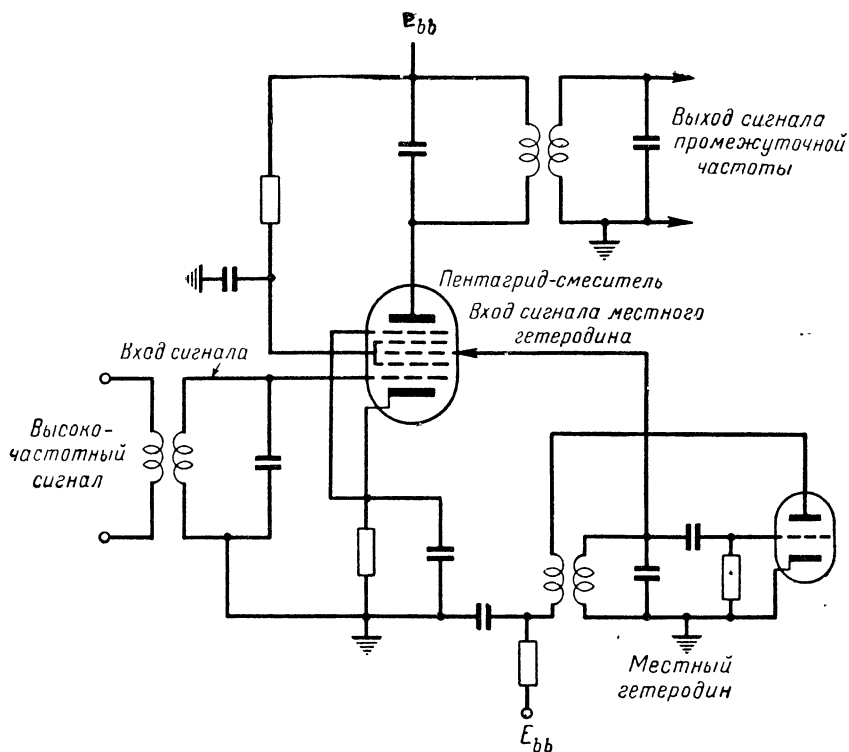 E_bb
Выход сигнала
промежуточной
частоты
Пентагрид-смеситель
Вход сигнала местного
гетеродина
Вход сигнала
Высоко-
частотный
сигнал
Местный
гетеродин
E_bb